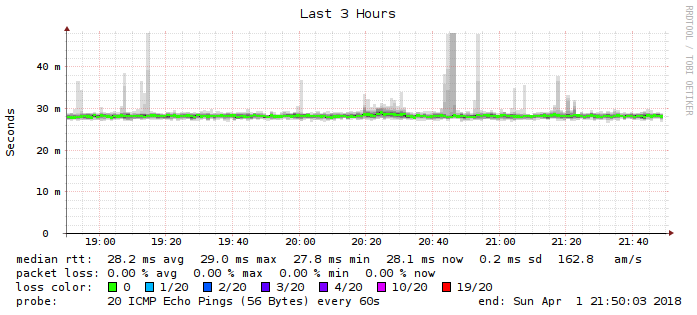 Last 3 Hours
RRDTOOL / TOBI OETIKER
Seconds
40 m
30 m
20 m
10 m
0
19:00 19:20 19:40 20:00 20:20 20:40 21:00 21:20 21:40
median rtt: 28.2 ms avg 29.0 ms max 27.8 ms min 28.1 ms now 0.2 ms sd 162.8 am/s
packet loss: 0.00 % avg 0.00 % max 0.00 % min 0.00 % now
loss color: 0 1/20 2/20 3/20 4/20 10/20 19/20
probe: 20 ICMP Echo Pings (56 Bytes) every 60s end: Sun Apr 1 21:50:03 2018